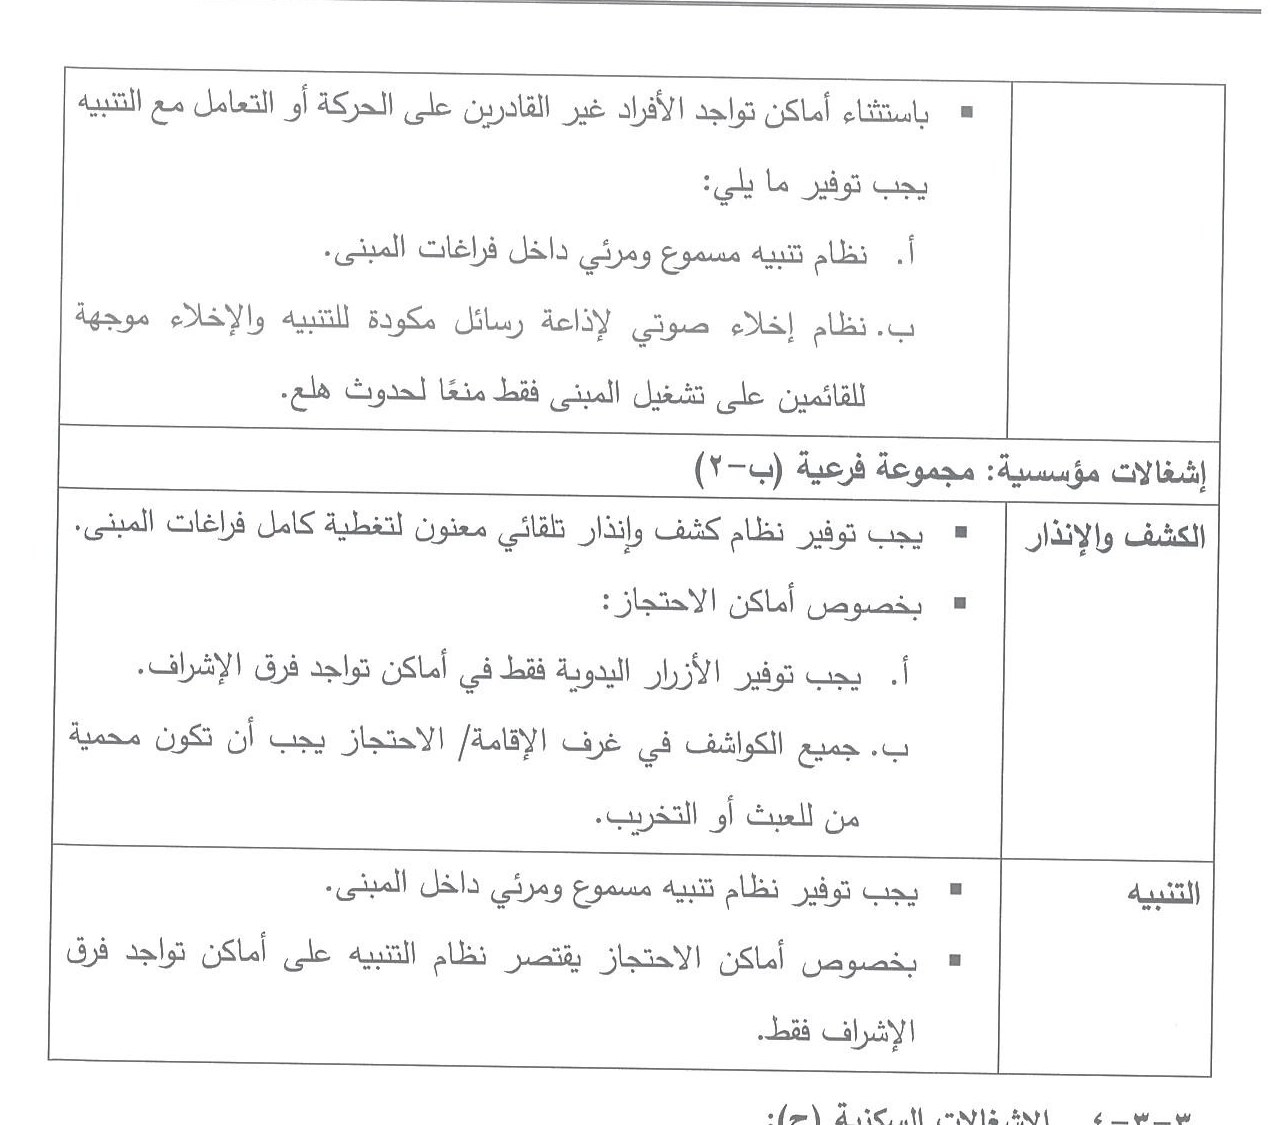 ▪ باستثناء أماكن تواجد الأفراد غير القادرين على الحركة أو التعامل مع التنبيه
يجب توفير ما يلي:
أ. نظام تنبيه مسموع ومرئي داخل فراغات المبنى.
ب. نظام إخلاء صوتي لإذاعة رسائل مكودة للتنبيه والإخلاء موجهة
للقائمين على تشغيل المبنى فقط منعًا لحدوث هلع.
إشغالات مؤسسية: مجموعة فرعية (ب-٢)
الكشف والإنذار ▪ يجب توفير نظام كشف وإنذار تلقائي معنون لتغطية كامل فراغات المبنى.
▪ بخصوص أماكن الاحتجاز:
أ. يجب توفير الأزرار اليدوية فقط في أماكن تواجد فرق الإشراف.
ب. جميع الكواشف في غرف الإقامة/ الاحتجاز يجب أن تكون محمية
من للعبث أو التخريب.
التنبيه ▪ يجب توفير نظام تنبيه مسموع ومرئي داخل المبنى.
▪ بخصوص أماكن الاحتجاز يقتصر نظام التنبيه على أماكن تواجد فرق
الإشراف فقط.
٣-٣-٤ الإشغالات السكنية (ج):